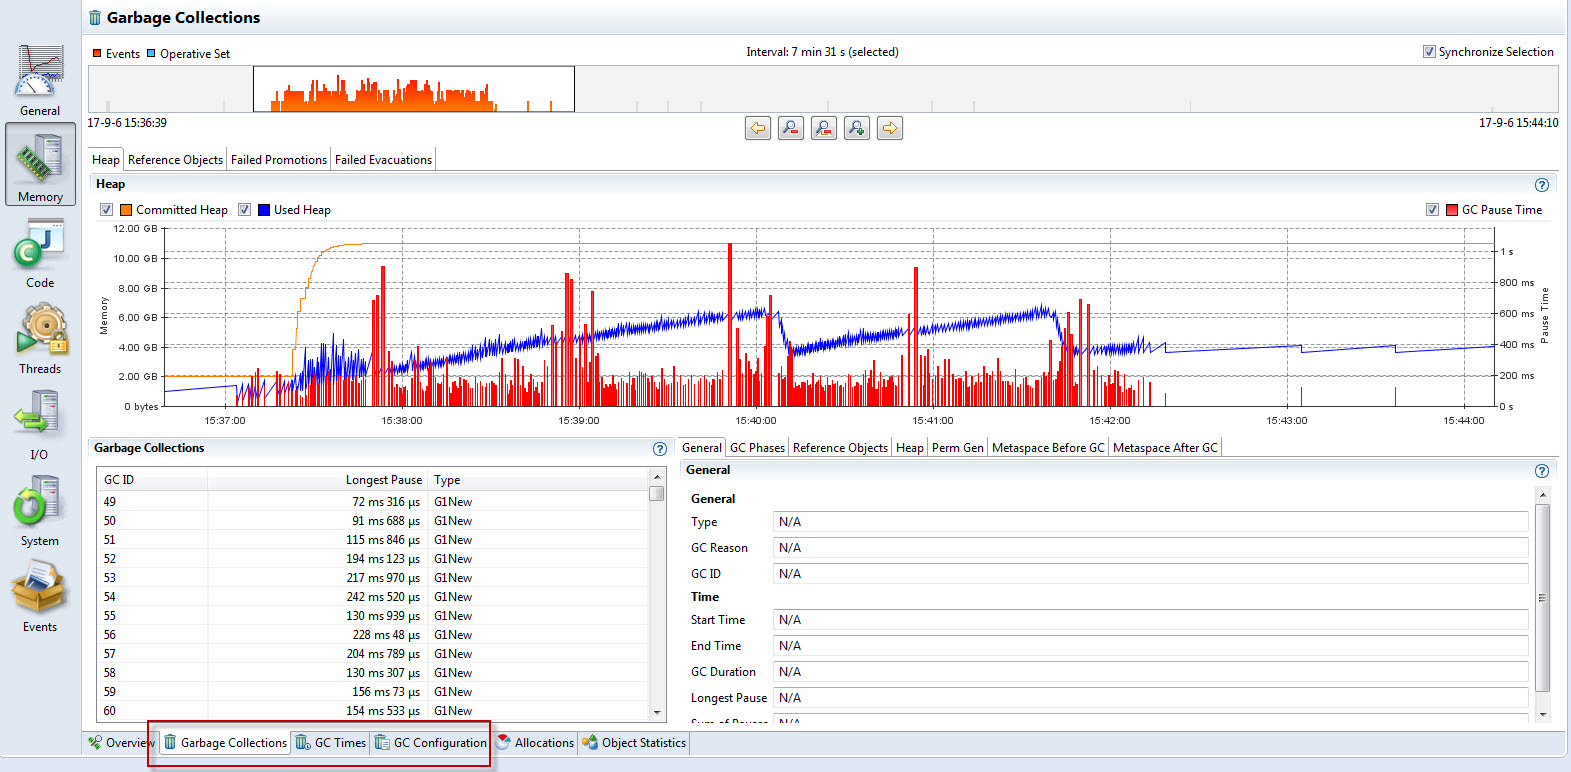 Garbage Collections
Events Operative Set Interval: 7 min 31 s (selected) Synchronize Selection
17-9-6 15:36:39 17-9-6 15:44:10
General
Memory
Code
Threads
I/O
System
Events
Heap Reference Objects Failed Promotions Failed Evacuations
Heap
Committed Heap Used Heap GC Pause Time
12.00 GB
10.00 GB
8.00 GB
6.00 GB
4.00 GB
2.00 GB
0 bytes
Memory
1 s
800 ms
600 ms
400 ms
200 ms
0 s
Pause Time
15:37:00 15:38:00 15:39:00 15:40:00 15:41:00 15:42:00 15:43:00 15:44:00
Garbage Collections
GC ID Longest Pause Type
49 72 ms 316 µs G1New
50 91 ms 688 µs G1New
51 115 ms 846 µs G1New
52 194 ms 123 µs G1New
53 217 ms 970 µs G1New
54 242 ms 520 µs G1New
55 130 ms 939 µs G1New
56 228 ms 48 µs G1New
57 204 ms 789 µs G1New
58 130 ms 307 µs G1New
59 156 ms 73 µs G1New
60 154 ms 533 µs G1New
General GC Phases Reference Objects Heap Perm Gen Metaspace Before GC Metaspace After GC
General
General
Type N/A
GC Reason N/A
GC ID N/A
Time
Start Time N/A
End Time N/A
GC Duration N/A
Longest Pause N/A
Sum of Pauses N/A
Overview Garbage Collections GC Times GC Configuration Allocations Object Statistics